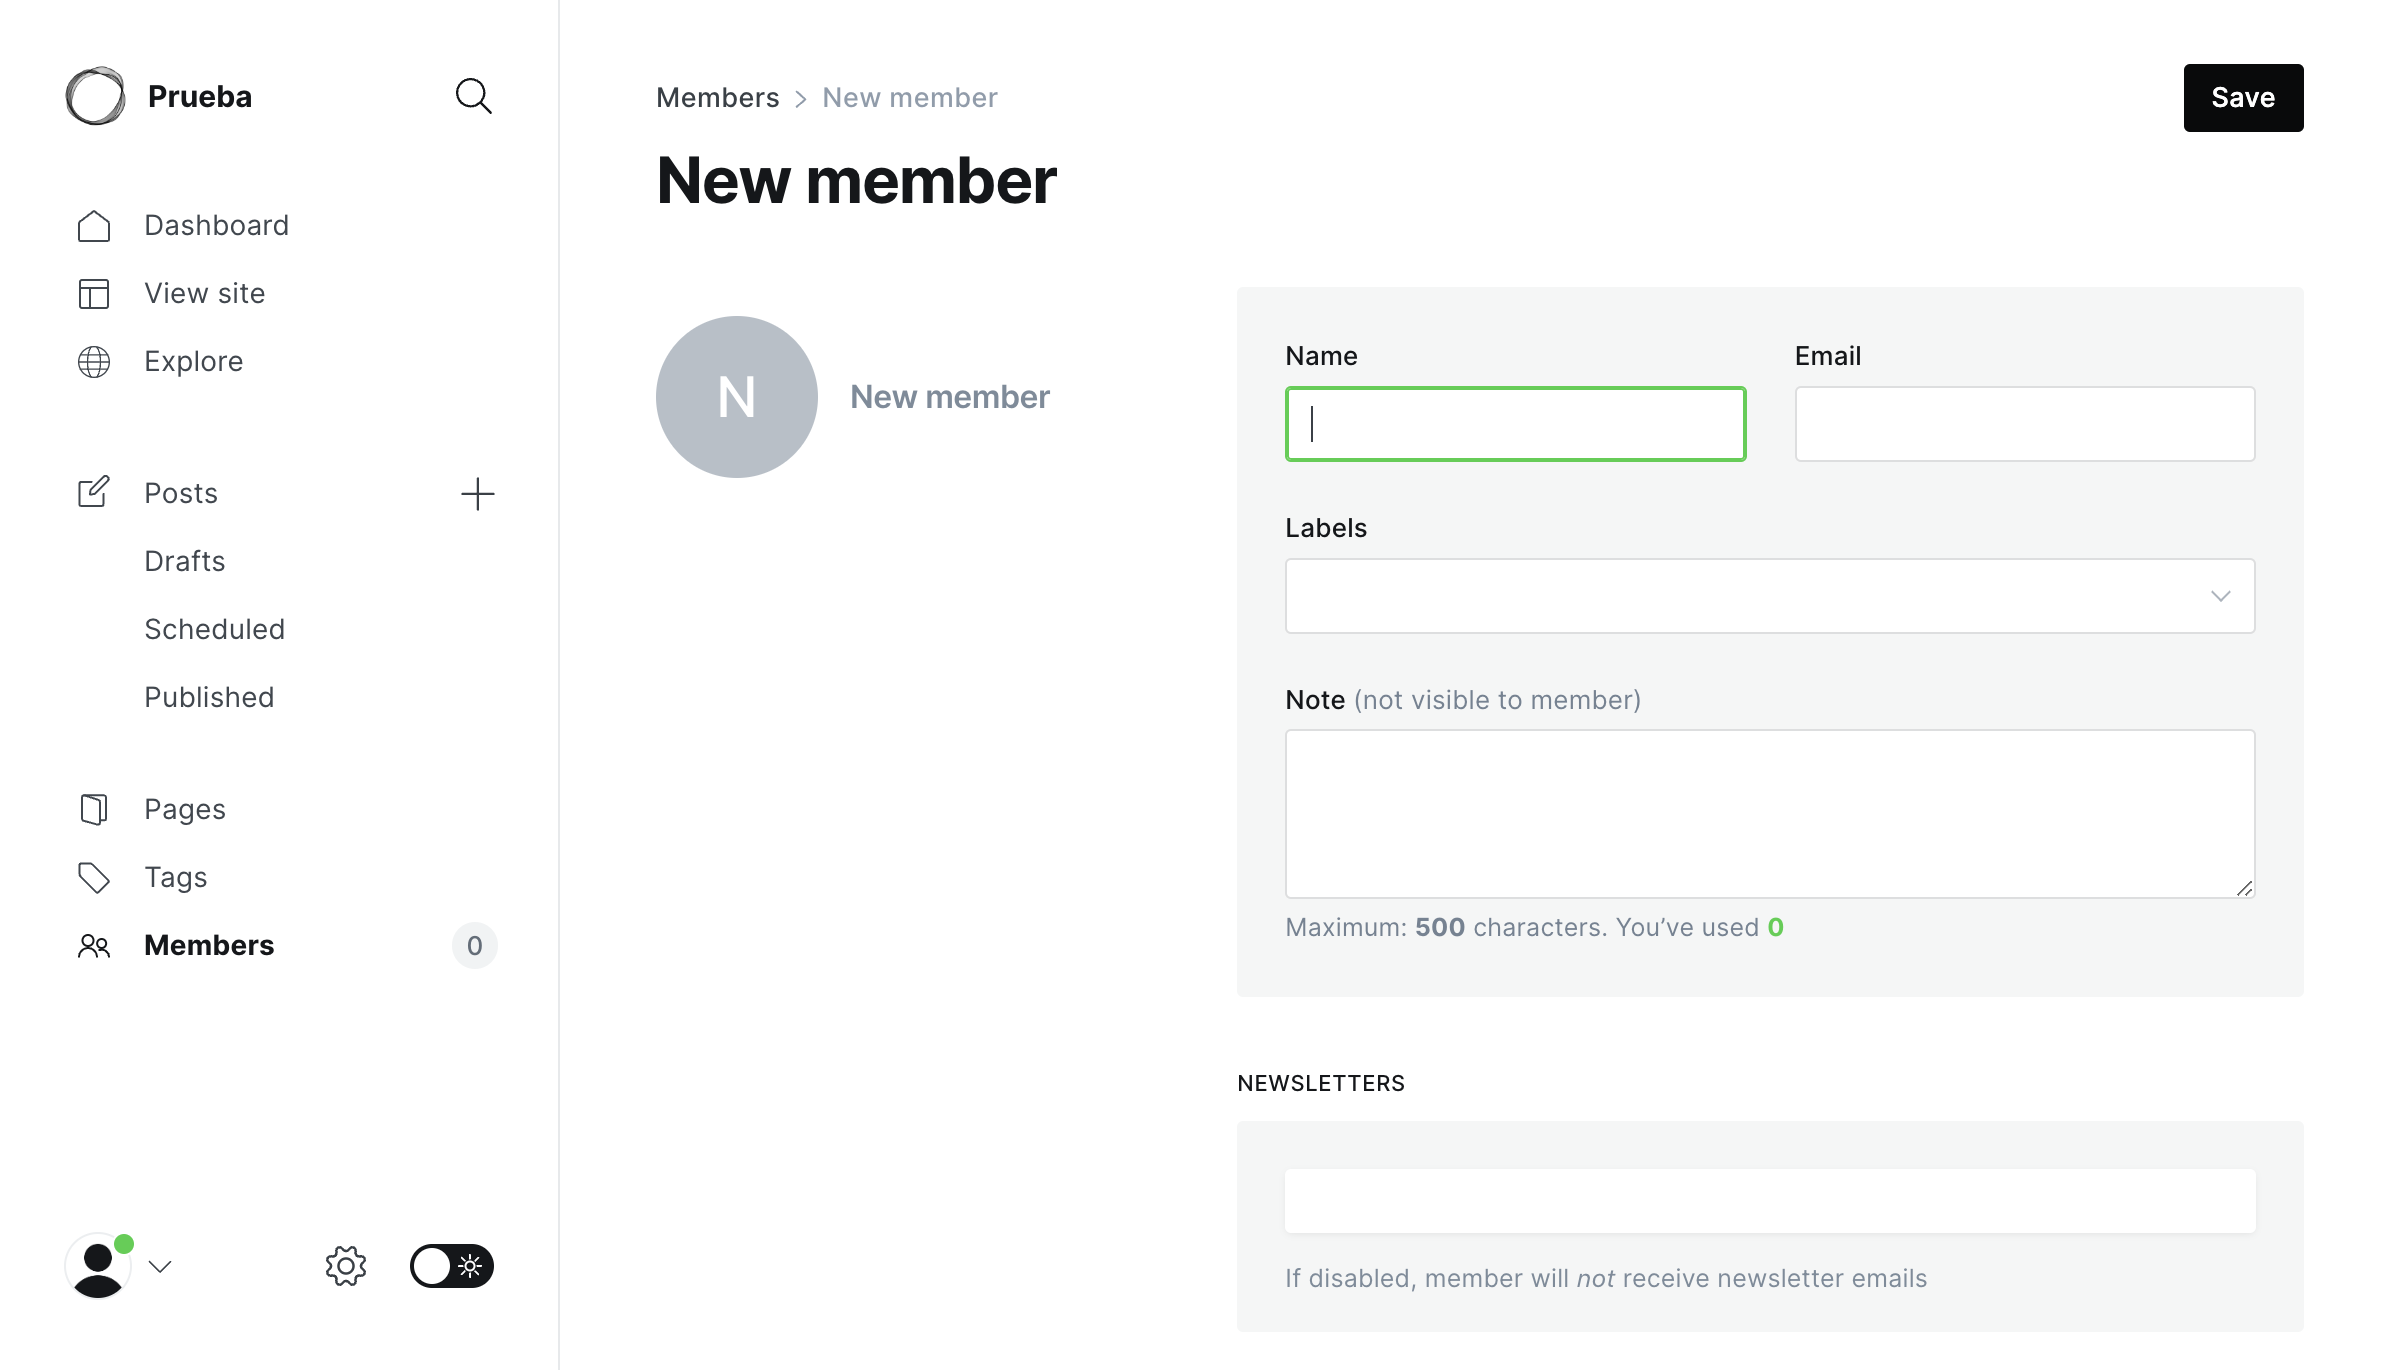 Prueba
Dashboard
View site
Explore
Posts
Drafts
Scheduled
Published
Pages
Tags
Members 0
Members > New member
Save
New member
N
New member
Name
Email
Labels
Note (not visible to member)
Maximum: 500 characters. You’ve used 0
NEWSLETTERS
If disabled, member will not receive newsletter emails